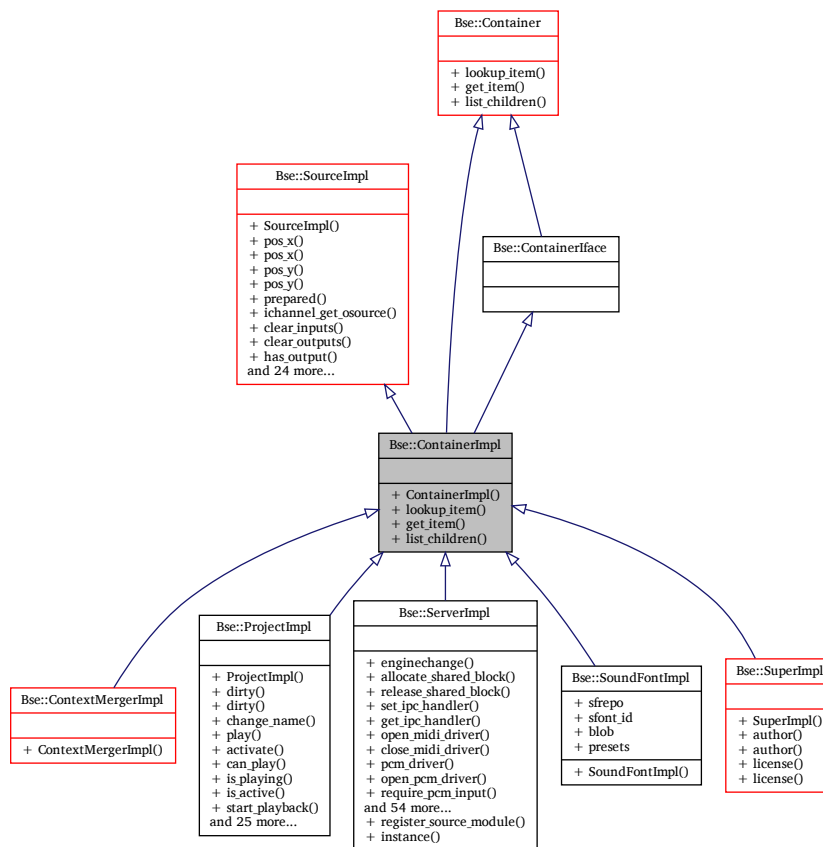 Bse::Container
+ lookup_item()
+ get_item()
+ list_children()
Bse::SourceImpl
+ SourceImpl()
+ pos_x()
+ pos_x()
+ pos_y()
+ pos_y()
+ prepared()
+ ichannel_get_osource()
+ clear_inputs()
+ clear_outputs()
+ has_output()
and 24 more...
Bse::ContainerIface
Bse::ContainerImpl
+ ContainerImpl()
+ lookup_item()
+ get_item()
+ list_children()
Bse::ContextMergerImpl
+ ContextMergerImpl()
Bse::ProjectImpl
+ ProjectImpl()
+ dirty()
+ dirty()
+ change_name()
+ play()
+ activate()
+ can_play()
+ is_playing()
+ is_active()
+ start_playback()
and 25 more...
Bse::ServerImpl
+ enginechange()
+ allocate_shared_block()
+ release_shared_block()
+ set_ipc_handler()
+ get_ipc_handler()
+ open_midi_driver()
+ close_midi_driver()
+ pcm_driver()
+ open_pcm_driver()
+ require_pcm_input()
and 54 more...
+ register_source_module()
+ instance()
Bse::SoundFontImpl
+ sfrepo
+ sfont_id
+ blob
+ presets
+ SoundFontImpl()
Bse::SuperImpl
+ SuperImpl()
+ author()
+ author()
+ license()
+ license()